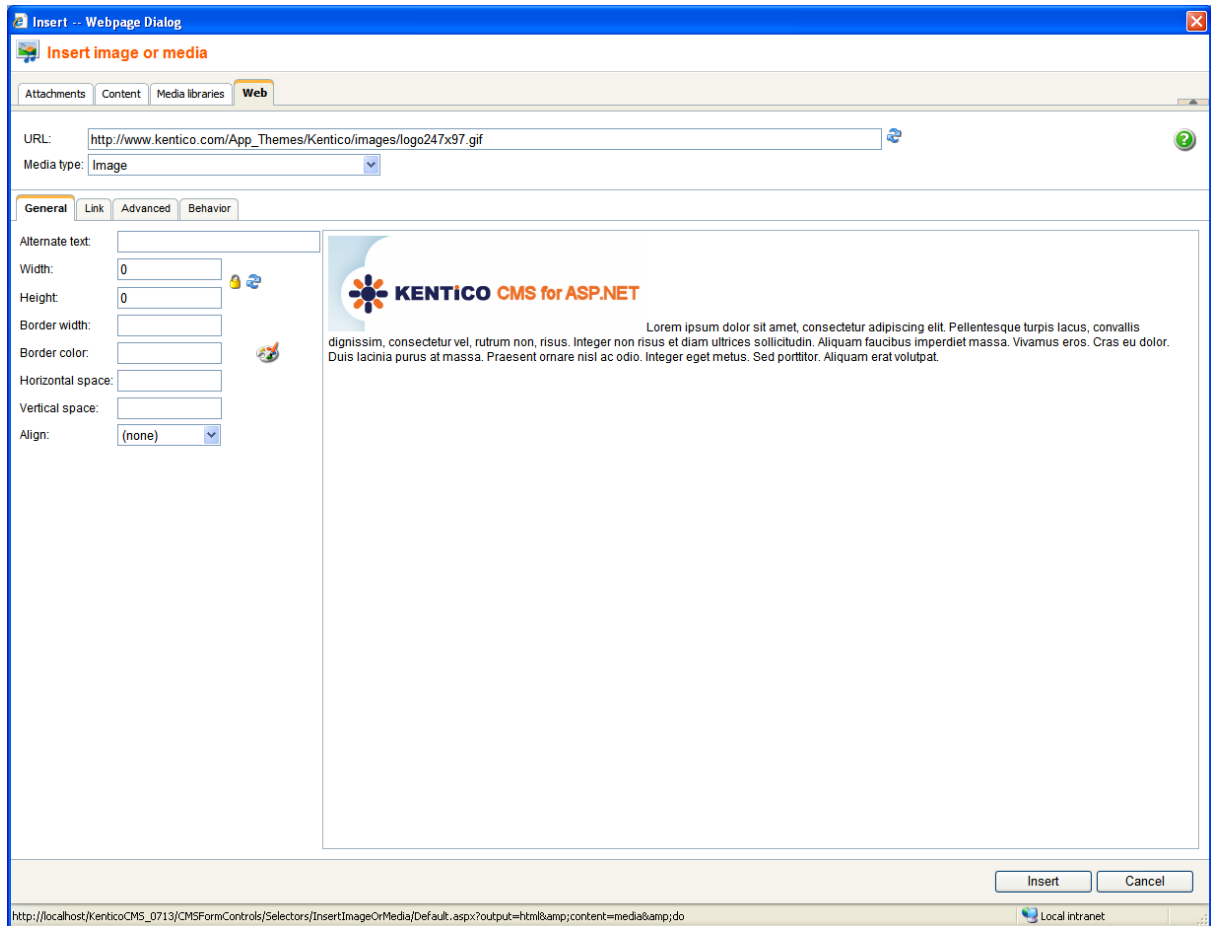 Insert -- Webpage Dialog
Insert image or media
Attachments Content Media libraries Web
URL: http://www.kentico.com/App_Themes/Kentico/images/logo247x97.gif
Media type: Image
General Link Advanced Behavior
Alternate text:
Width: 0
Height: 0
Border width:
Border color:
Horizontal space:
Vertical space:
Align: (none)
KENTiCO CMS for ASP.NET
Lorem ipsum dolor sit amet, consectetur adipiscing elit. Pellentesque turpis lacus, convallis
dignissim, consectetur vel, rutrum non, risus. Integer non risus et diam ultrices sollicitudin. Aliquam faucibus imperdiet massa. Vivamus eros. Cras eu dolor.
Duis lacinia purus at massa. Praesent ornare nisl ac odio. Integer eget metus. Sed porttitor. Aliquam erat volutpat.
Insert Cancel
http://localhost/KenticoCMS_0713/CMSFormControls/Selectors/InsertImageOrMedia/Default.aspx?output=html&amp;content=media&amp;do Local intranet